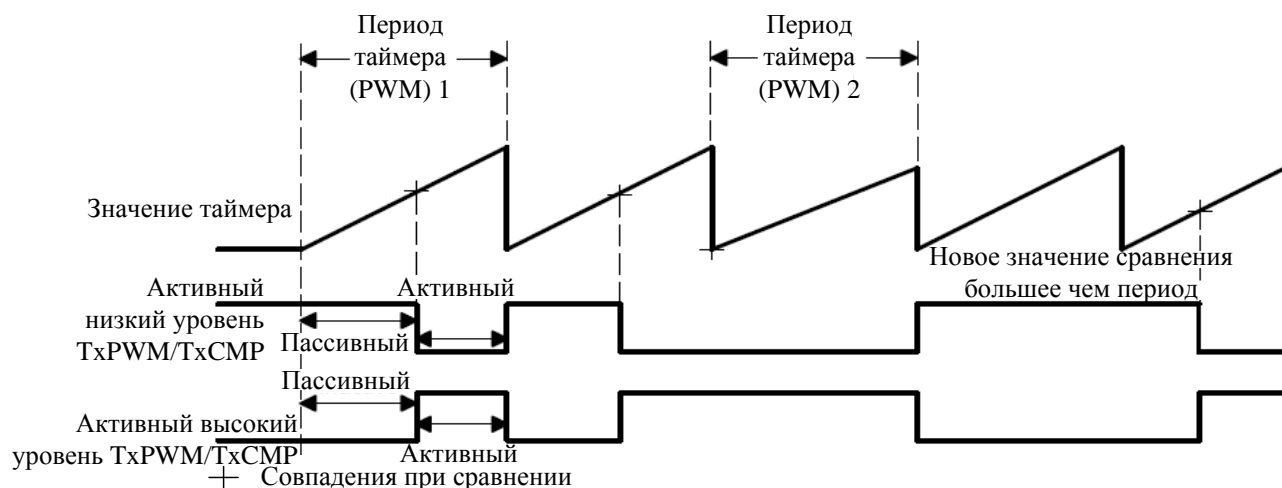 Период
таймера
(PWM) 1
Период
таймера
(PWM) 2
Значение таймера
Новое значение сравнения
большее чем период
Активный
низкий уровень
TxPWM/TxCMP
Активный
Пассивный
Пассивный
Активный высокий
уровень TxPWM/TxCMP
Активный
Совпадения при сравнении